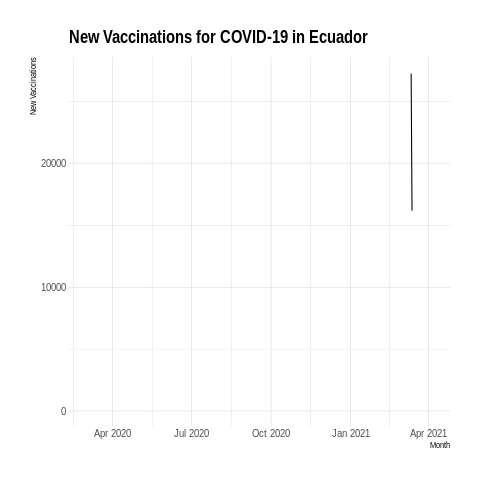 New Vaccinations for COVID-19 in Ecuador
New Vaccinations
20000
10000
0
Apr 2020 Jul 2020 Oct 2020 Jan 2021 Apr 2021
Month